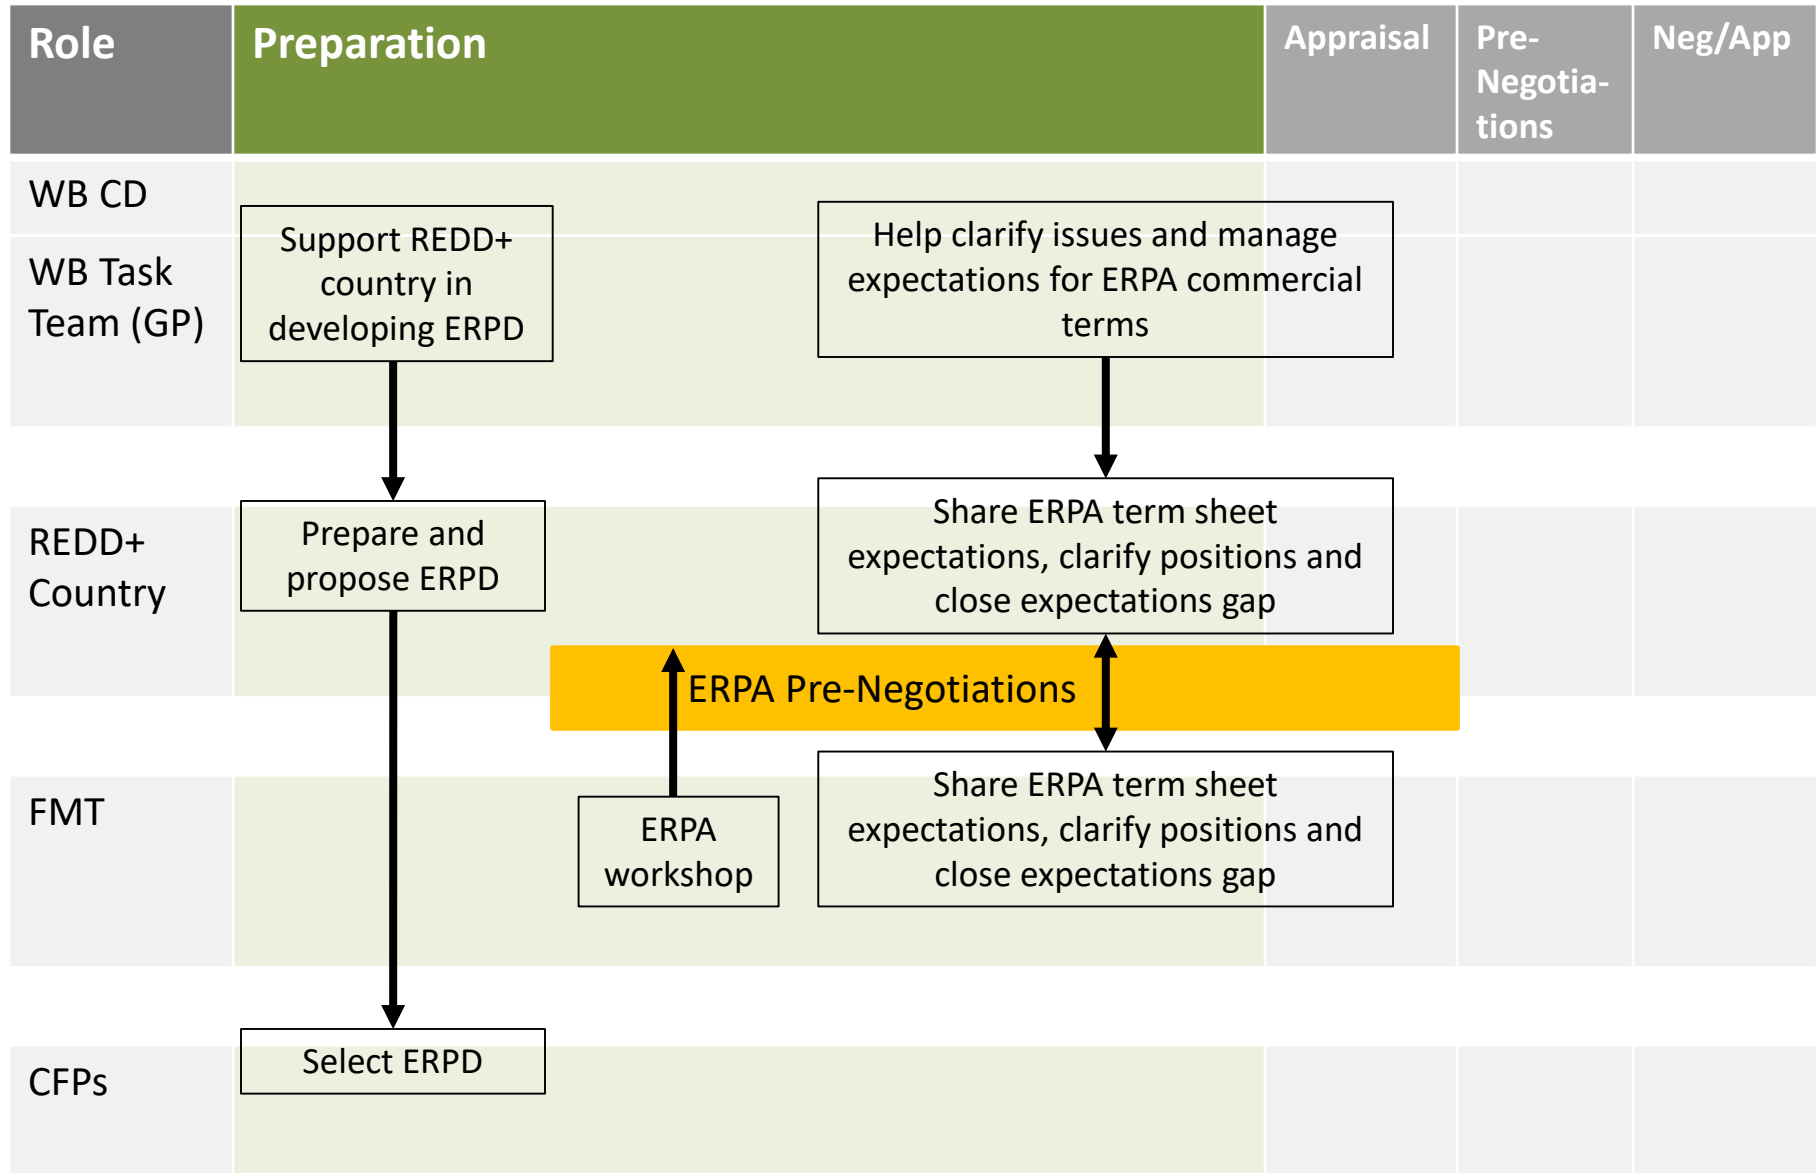 Role
Preparation
Appraisal
Pre-
Negotia-
tions
Neg/App
WB CD
WB Task
Team (GP)
Support REDD+
country in
developing ERPD
Help clarify issues and manage
expectations for ERPA commercial
terms
REDD+
Country
Prepare and
propose ERPD
Share ERPA term sheet
expectations, clarify positions and
close expectations gap
ERPA Pre-Negotiations
FMT
ERPA
workshop
Share ERPA term sheet
expectations, clarify positions and
close expectations gap
CFPs
Select ERPD